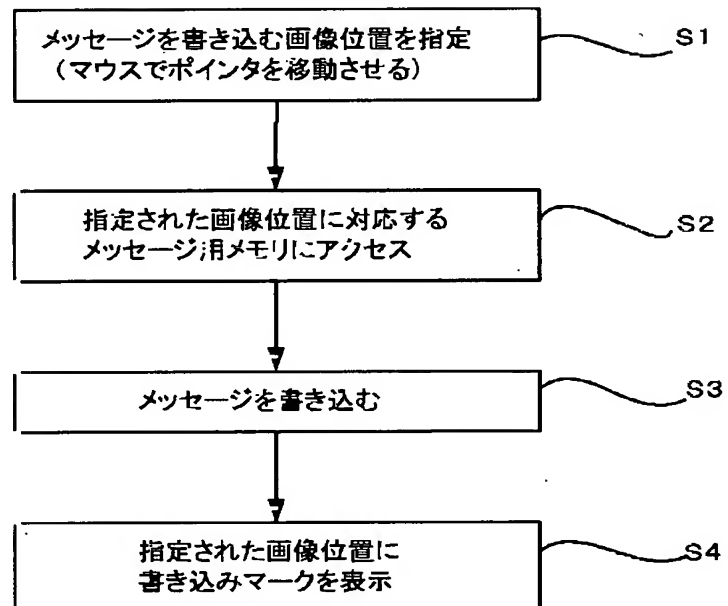 メッセージを書き込む画像位置を指定
(マウスでポインタを移動させる)
S1
指定された画像位置に対応する
メッセージ用メモリにアクセス
S2
メッセージを書き込む
S3
指定された画像位置に
書き込みマークを表示
S4